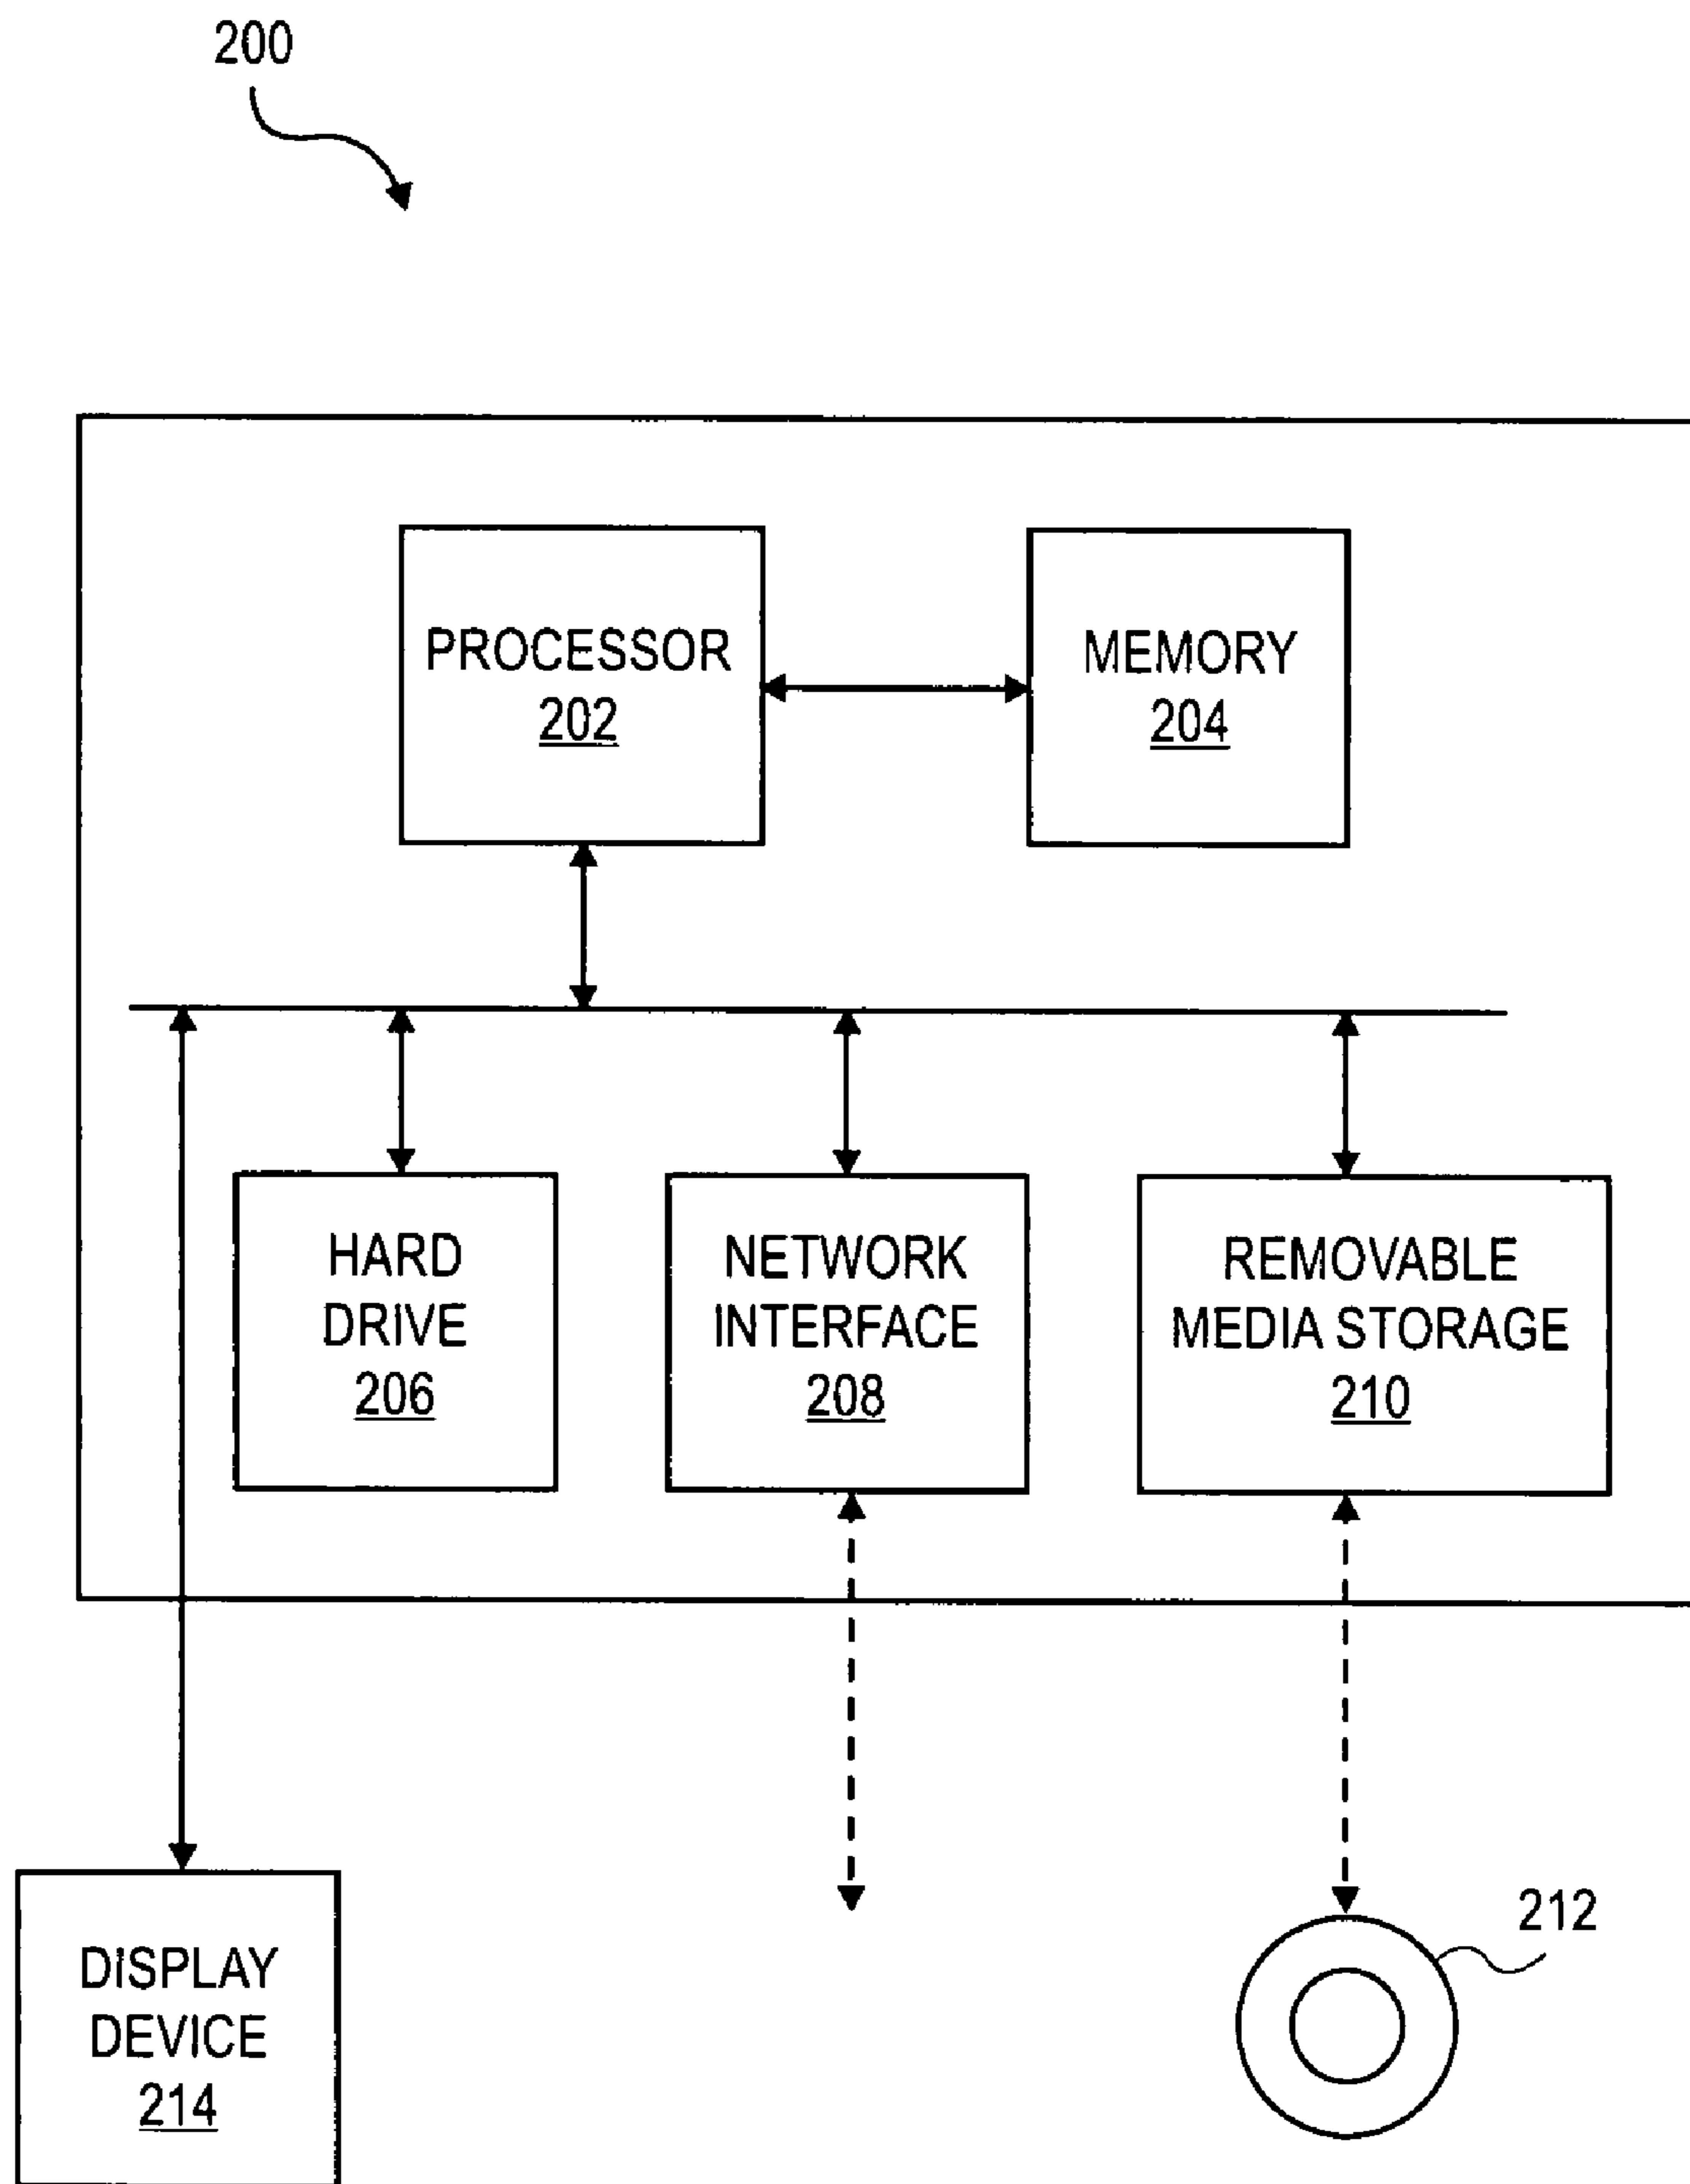 200
PROCESSOR
202
MEMORY
204
HARD
DRIVE
206
NETWORK
INTERFACE
208
REMOVABLE
MEDIA STORAGE
210
212
DISPLAY
DEVICE
214